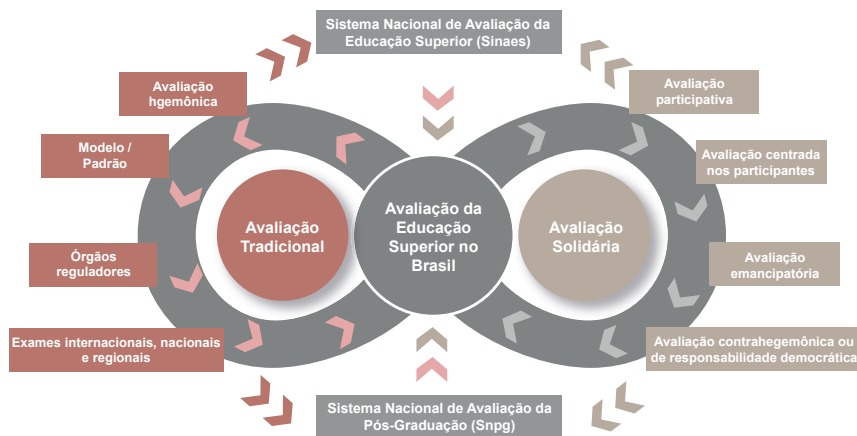 Sistema Nacional de Avaliação da
Educação Superior (Sinaes)
Avaliação
hgemônica
Modelo /
Padrão
Órgãos
reguladores
Exames internacionais, nacionais
e regionais
Avaliação
Tradicional
Avaliação da
Educação
Superior no
Brasil
Avaliação
Solidária
Avaliação
participativa
Avaliação centrada
nos participantes
Avaliação
emancipatória
Avaliação contrahegemônica ou
de responsabilidade democrática
Sistema Nacional de Avaliação da
Pós-Graduação (Snpg)